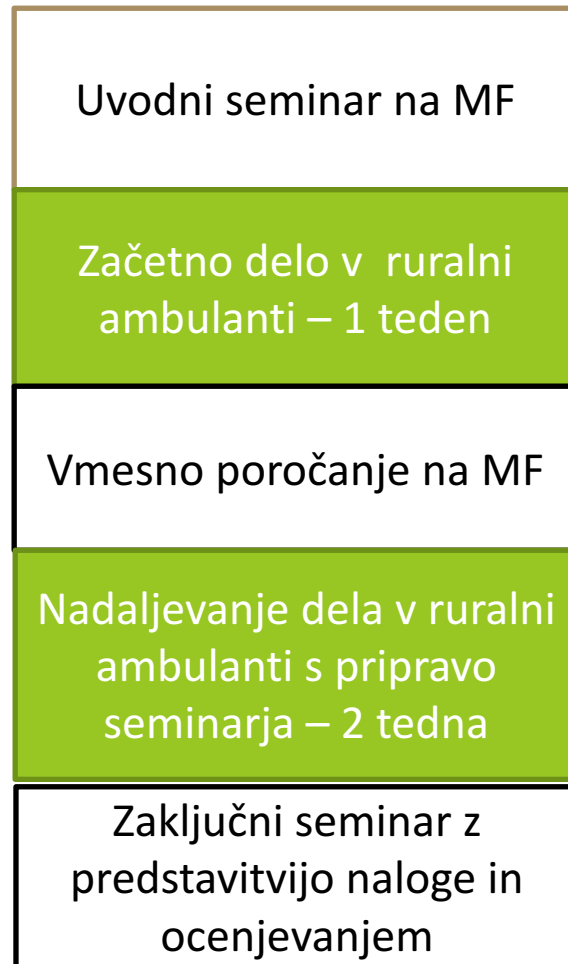 Uvodni seminar na MF
Začetno delo v ruralni
ambulanti – 1 teden
Vmesno poročanje na MF
Nadaljevanje dela v ruralni
ambulanti s pripravo
seminarja – 2 tedna
Zaključni seminar z
predstavitvijo naloge in
ocenjevanjem